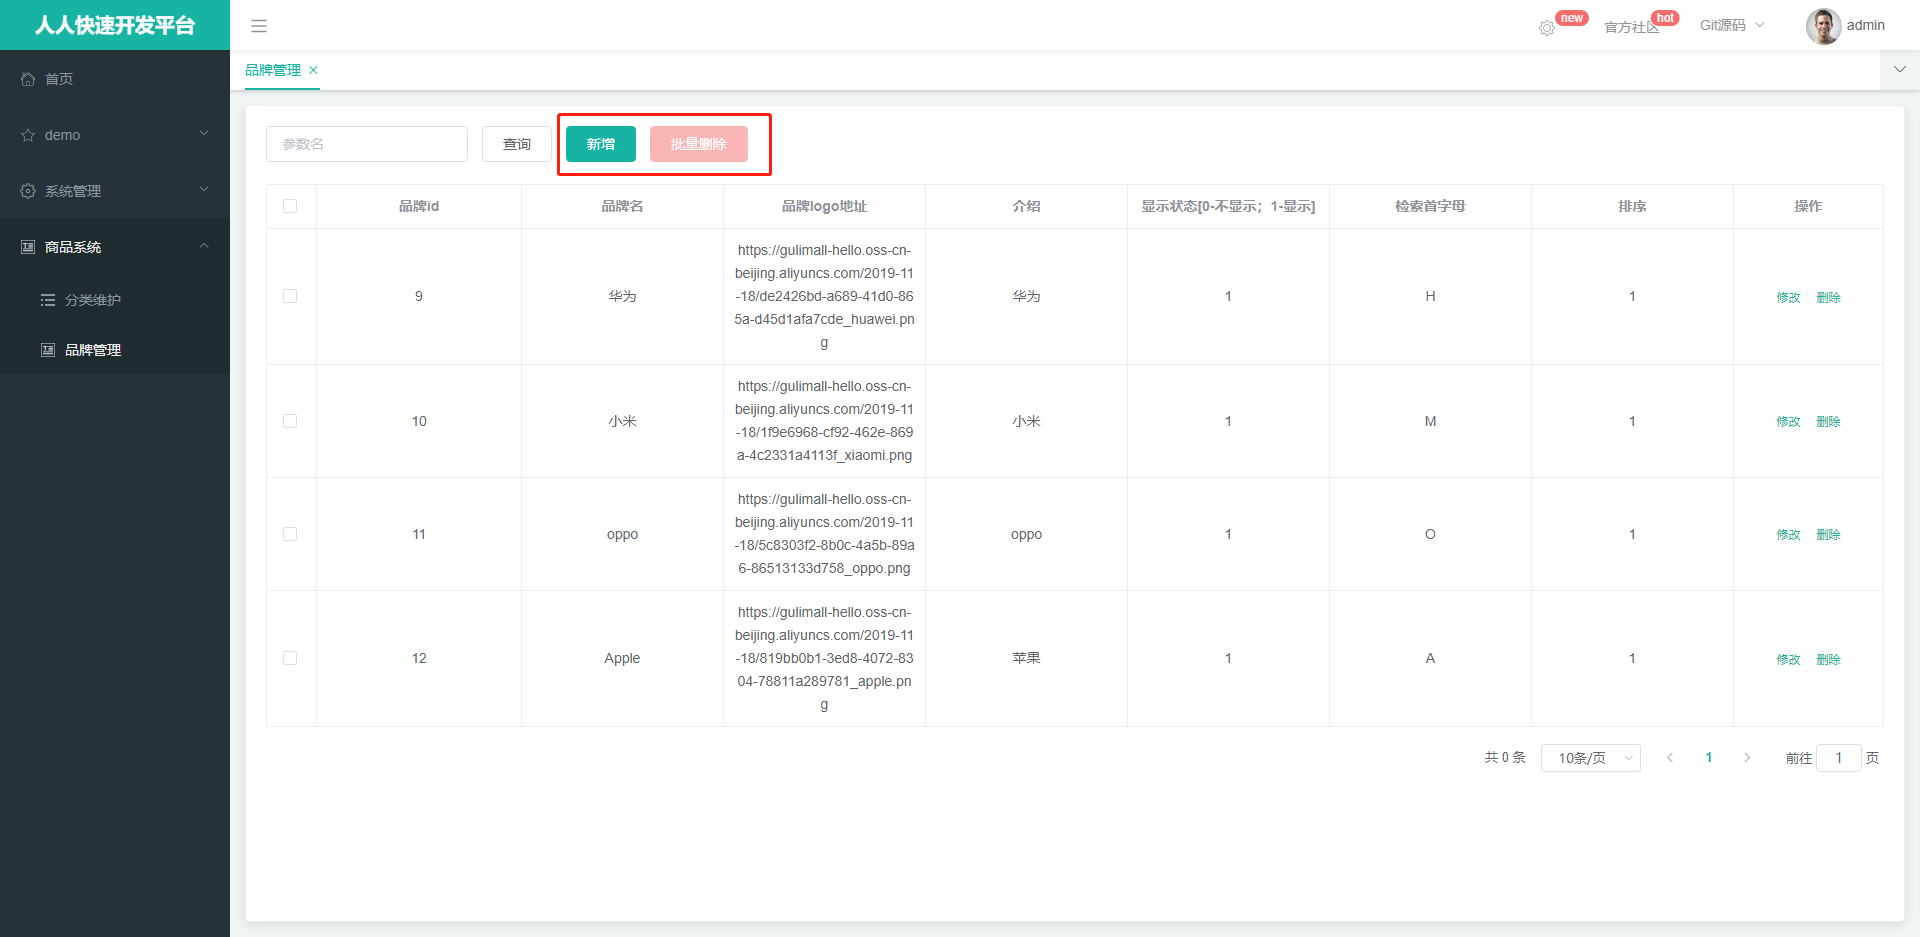 人人快速开发平台
new
官方社区
hot
Git源码
admin
首页
demo
系统管理
商品系统
分类维护
品牌管理
品牌管理
参数名
查询
新增
批量删除
品牌id
品牌名
品牌logo地址
介绍
显示状态[0-不显示；1-显示]
检索首字母
排序
操作
9
华为
https://gulimall-hello.oss-cn-
beijing.aliyuncs.com/2019-11
-18/de2426bd-a689-41d0-86
5a-d45d1afa7cde_huawei.pn
g
华为
1
H
1
修改
删除
10
小米
https://gulimall-hello.oss-cn-
beijing.aliyuncs.com/2019-11
-18/1f9e6968-cf92-462e-869
a-4c2331a4113f_xiaomi.png
小米
1
M
1
修改
删除
11
oppo
https://gulimall-hello.oss-cn-
beijing.aliyuncs.com/2019-11
-18/5c8303f2-8b0c-4a5b-89a
6-86513133d758_oppo.png
oppo
1
O
1
修改
删除
12
Apple
https://gulimall-hello.oss-cn-
beijing.aliyuncs.com/2019-11
-18/819bb0b1-3ed8-4072-83
04-78811a289781_apple.pn
g
苹果
1
A
1
修改
删除
共 0 条
10条/页
1
前往
1
页